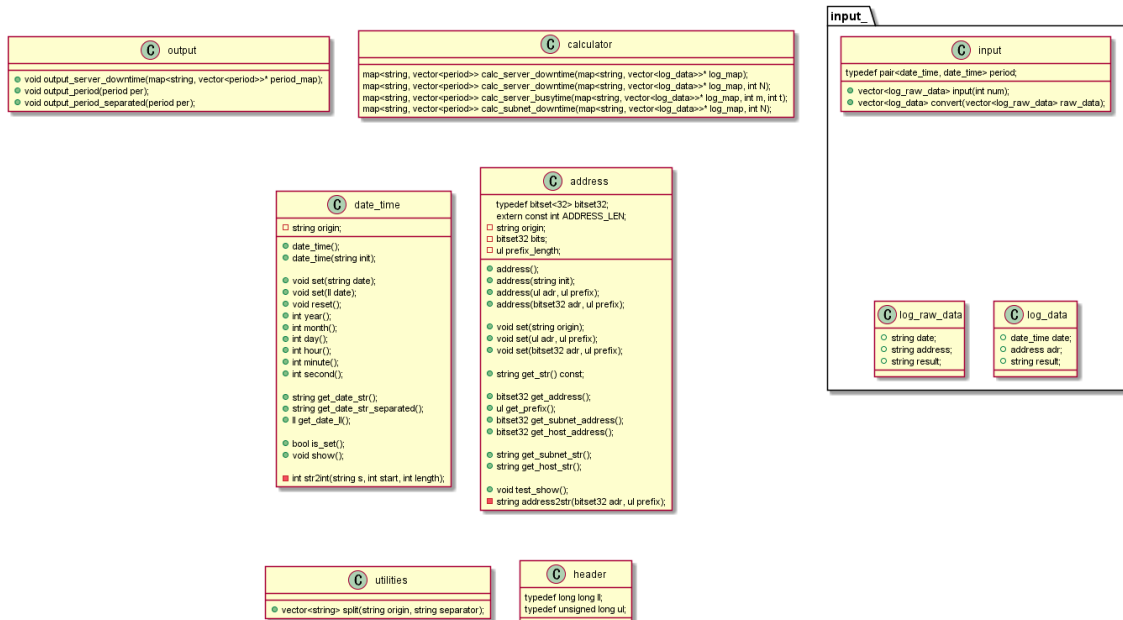 input_
C output
void output_server_downtime(map<string, vector<period>>* period_map);
void output_period(period per);
void output_period_separated(period per);
C calculator
map<string, vector<period>> calc_server_downtime(map<string, vector<log_data>>* log_map);
map<string, vector<period>> calc_server_downtime(map<string, vector<log_data>>* log_map, int N);
map<string, vector<period>> calc_server_busytime(map<string, vector<log_data>>* log_map, int m, int t);
map<string, vector<period>> calc_subnet_downtime(map<string, vector<log_data>>* log_map, int N);
C input
typedef pair<date_time, date_time> period;
vector<log_raw_data> input(int num);
vector<log_data> convert(vector<log_raw_data> raw_data);
C date_time
string origin;
date_time();
date_time(string init);
void set(string date);
void set(ll date);
void reset();
int year();
int month();
int day();
int hour();
int minute();
int second();
string get_date_str();
string get_date_str_separated();
ll get_date_ll();
bool is_set();
void show();
int str2int(string s, int start, int length);
C address
typedef bitset<32> bitset32;
extern const int ADDRESS_LEN;
string origin;
bitset32 bits;
ul prefix_length;
address();
address(string init);
address(ul adr, ul prefix);
address(bitset32 adr, ul prefix);
void set(string origin);
void set(ul adr, ul prefix);
void set(bitset32 adr, ul prefix);
string get_str() const;
bitset32 get_address();
ul get_prefix();
bitset32 get_subnet_address();
bitset32 get_host_address();
string get_subnet_str();
string get_host_str();
void test_show();
string address2str(bitset32 adr, ul prefix);
C log_raw_data
string date;
string address;
string result;
C log_data
date_time date;
address adr;
string result;
C utilities
vector<string> split(string origin, string separator);
C header
typedef long long ll;
typedef unsigned long ul;